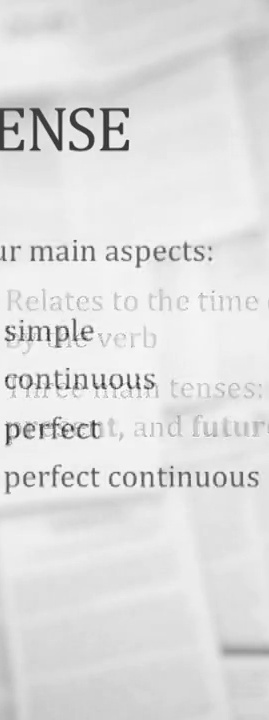 ENSE
ur main aspects:
Relates to the time
simple
by the verb
continuous
Three main tenses:
perfect
present, and future
perfect continuous